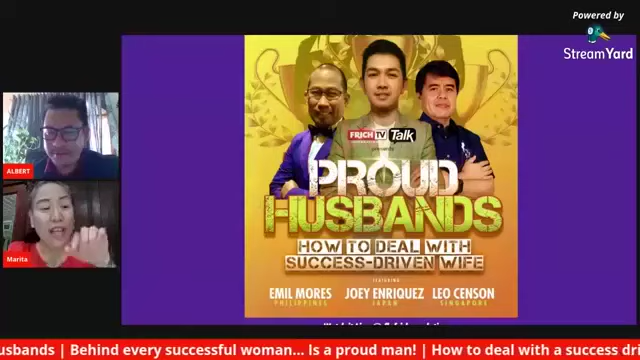 Powered by
StreamYard
ALBERT
Marita
FRICH TV Talk
presents
PROUD
HUSBANDS
HOW TO DEAL WITH
SUCCESS-DRIVEN WIFE
FEATURING
EMIL MORES JOEY ENRIQUEZ LEO CENSON
PHILIPPINES JAPAN SINGAPORE
usbands | Behind every successful woman... Is a proud man! | How to deal with a success dri